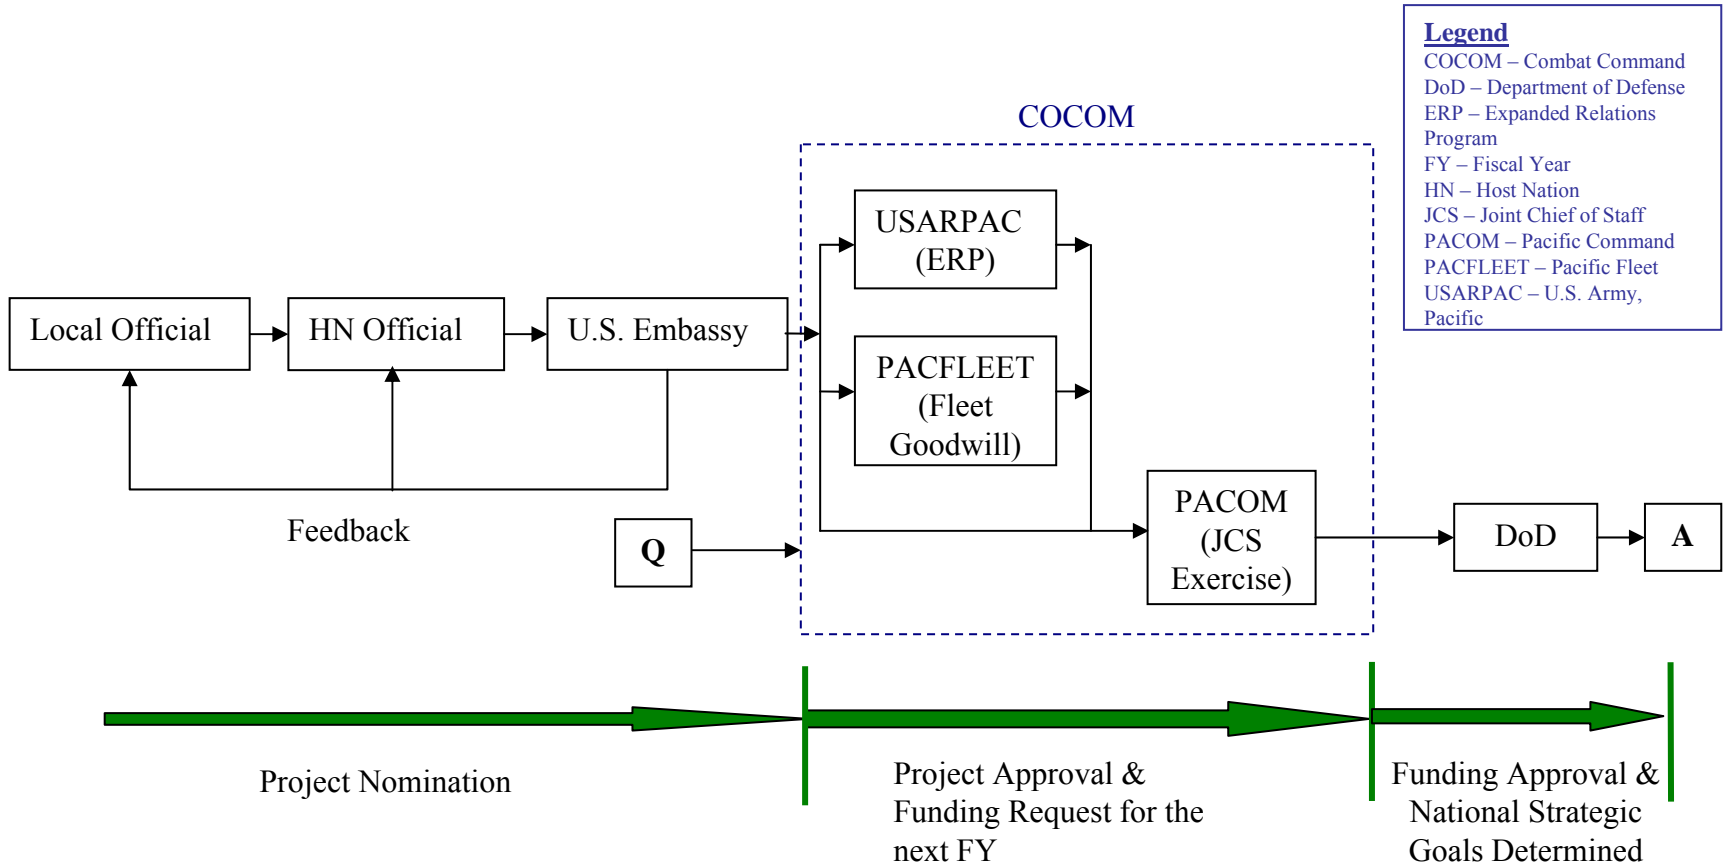 Legend
COCOM – Combat Command
DoD – Department of Defense
ERP – Expanded Relations
Program
FY – Fiscal Year
HN – Host Nation
JCS – Joint Chief of Staff
PACOM – Pacific Command
PACFLEET – Pacific Fleet
USARPAC – U.S. Army,
Pacific
COCOM
USARPAC
(ERP)
Local Official
HN Official
U.S. Embassy
PACFLEET
(Fleet
Goodwill)
Feedback
Q
PACOM
(JCS
Exercise)
DoD
A
Project Nomination
Project Approval &
Funding Request for the
next FY
Funding Approval &
National Strategic
Goals Determined